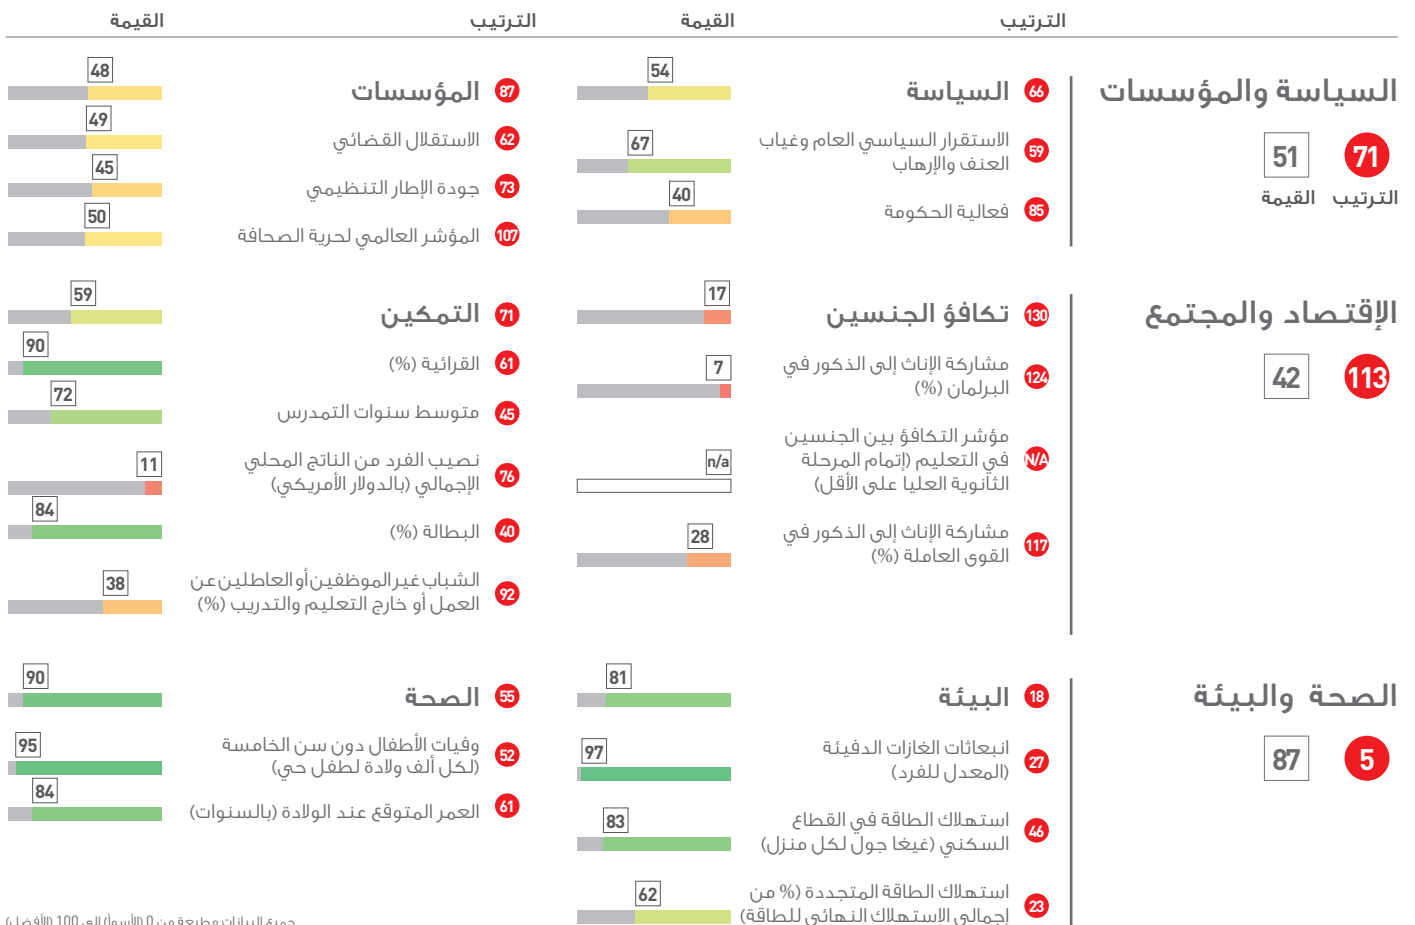 الترتيب القيمة الترتيب القيمة
السياسة والمؤسسات
71 51
الترتيب القيمة
66 السياسة 54
59 الاستقرار السياسي العام وغياب
العنف والإرهاب 67
85 فعالية الحكومة 40
87 المؤسسات 48
62 الاستقلال القضائي 49
73 جودة الإطار التنظيمي 45
107 المؤشر العالمي لحرية الصحافة 50
الإقتصاد والمجتمع
113 42
130 تكافؤ الجنسين 17
124 مشاركة الإناث إلى الذكور في
البرلمان (%) 7
N/A مؤشر التكافؤ بين الجنسين
في التعليم (إتمام المرحلة
الثانوية العليا على الأقل) n/a
117 مشاركة الإناث إلى الذكور في
القوى العاملة (%) 28
71 التمكين 59
61 القرائية (%) 90
45 متوسط سنوات التمدرس 72
76 نصيب الفرد من الناتج المحلي
الإجمالي (بالدولار الأمريكي) 11
40 البطالة (%) 84
92 الشباب غير الموظفين أو العاطلين عن
العمل أو خارج التعليم والتدريب (%) 38
الصحة والبيئة
5 87
18 البيئة 81
27 انبعاثات الغازات الدفيئة
(المعدل للفرد) 97
46 استهلاك الطاقة في القطاع
السكني (غيغا جول لكل منزل) 83
23 استهلاك الطاقة المتجددة (% من
إجمالي الاستهلاك النهائي للطاقة) 62
55 الصحة 90
52 وفيات الأطفال دون سن الخامسة
(لكل ألف ولادة لطفل حي) 95
61 العمر المتوقع عند الولادة (بالسنوات) 84